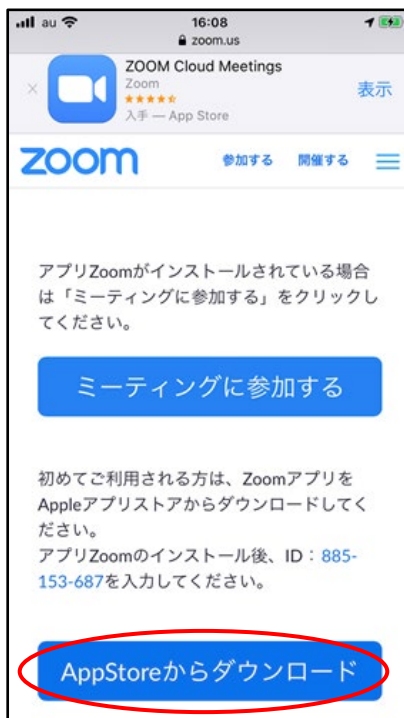 au
16:08
zoom.us
ZOOM Cloud Meetings
Zoom
入手 — App Store
表示
zoom
参加する
開催する
アプリZoomがインストールされている場合
は「ミーティングに参加する」をクリックし
てください。
ミーティングに参加する
初めてご利用される方は、Zoomアプリを
Appleアプリストアからダウンロードしてく
ださい。
アプリZoomのインストール後、ID：885-
153-687を入力してください。
AppStoreからダウンロード